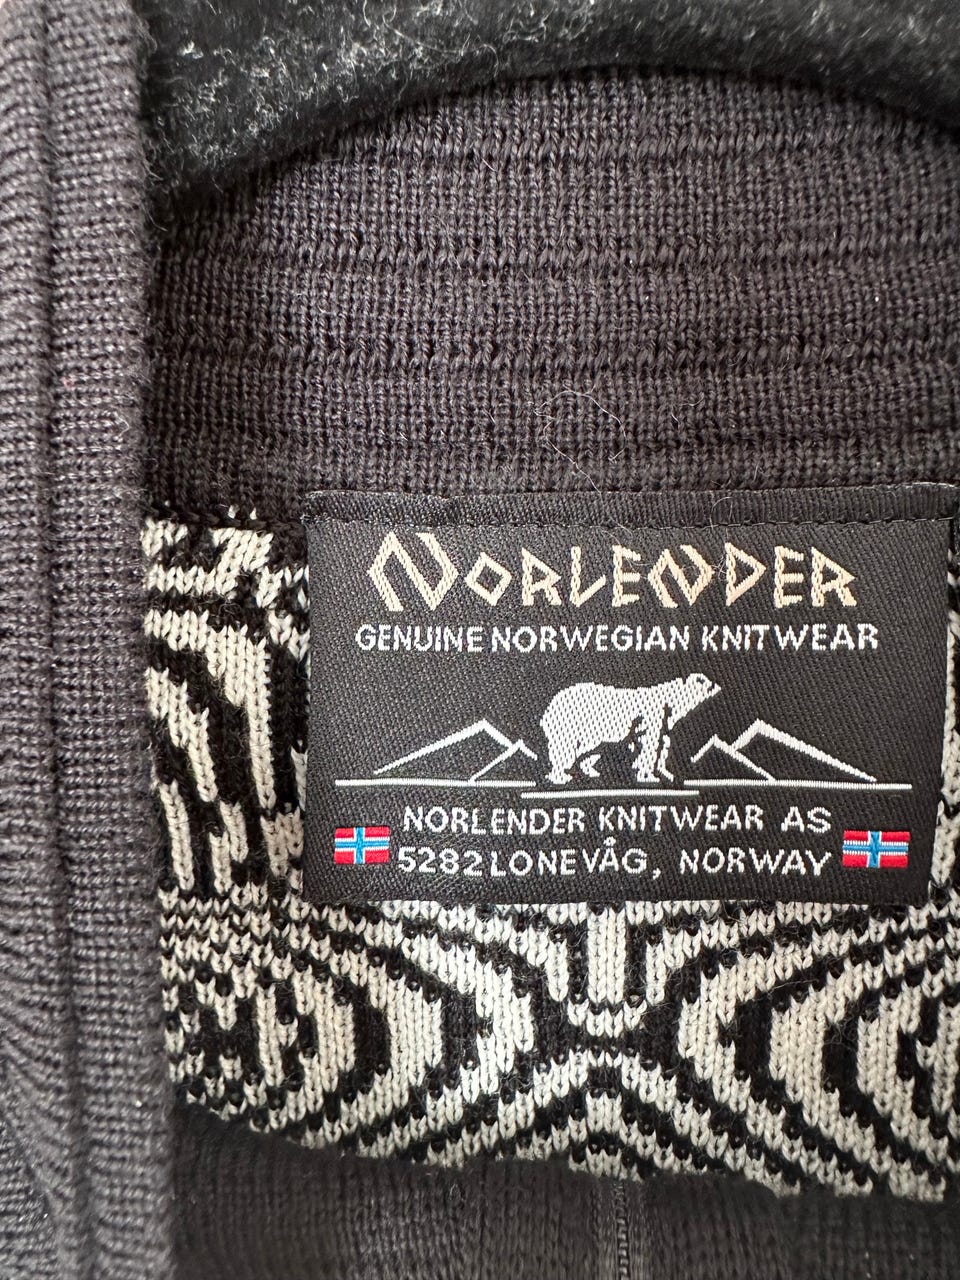 NORLENDER
GENUINE NORWEGIAN KNITWEAR
NORLENDER KNITWEAR AS
5282 LONEVÅG, NORWAY